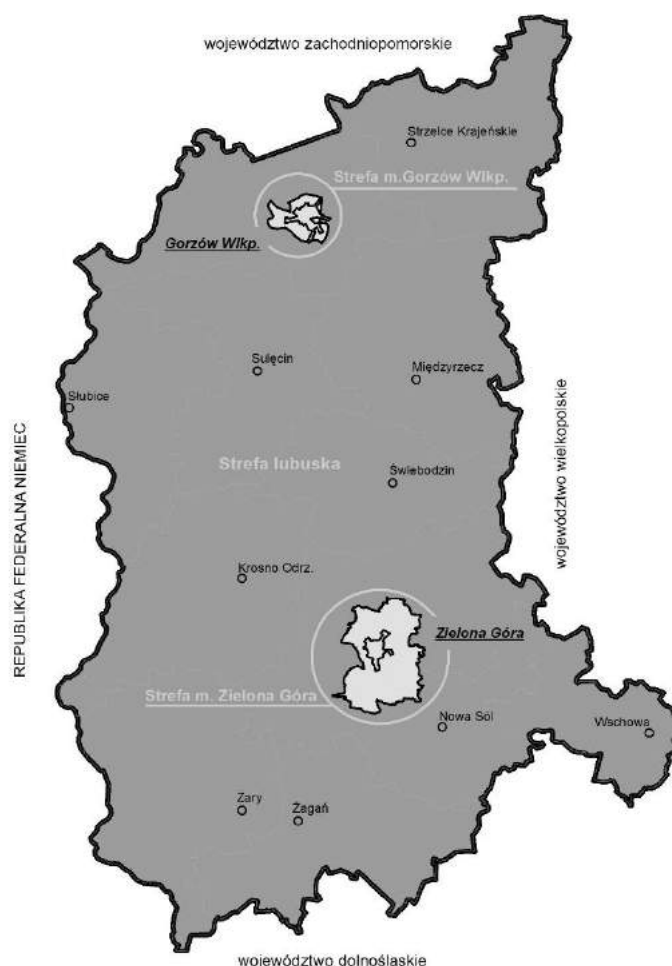 województwo zachodniopomorskie
Strzelce Krajeńskie
Strefa m.Gorzów Wlkp.
Gorzów Wlkp.
Sulęcin
Międzyrzecz
Słubice
REPUBLIKA FEDERALNA NIEMIEC
województwo wielkopolskie
Strefa lubuska
Świebodzin
Krosno Odrz.
Zielona Góra
Strefa m. Zielona Góra
Nowa Sól
Wschowa
Żary
Żagań
województwo dolnośląskie